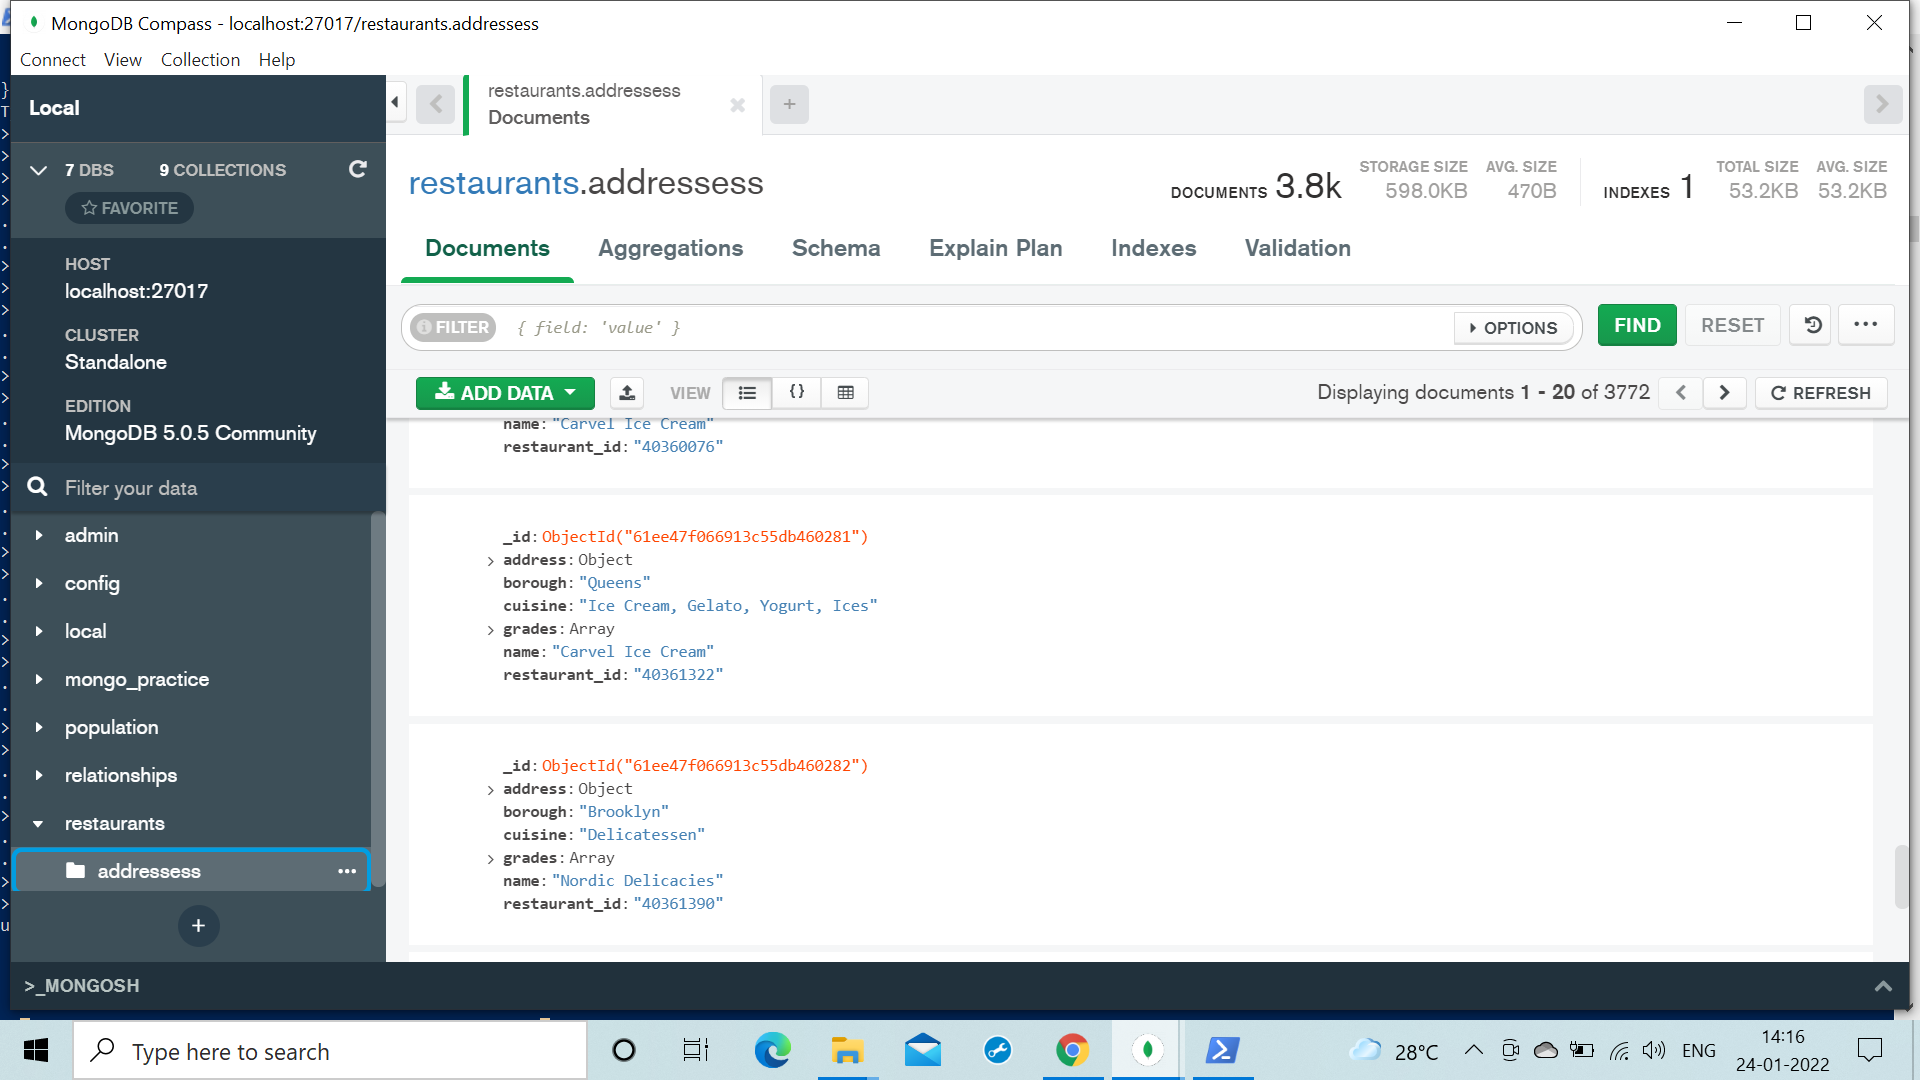 MongoDB Compass - localhost:27017/restaurants.addressess
Connect View Collection Help
Local
7 DBS 9 COLLECTIONS
FAVORITE
HOST
localhost:27017
CLUSTER
Standalone
EDITION
MongoDB 5.0.5 Community
Filter your data
admin
config
local
mongo_practice
population
relationships
restaurants
addressess
restaurants.addressess
Documents
restaurants.addressess
DOCUMENTS 3.8k
STORAGE SIZE
598.0KB
AVG. SIZE
470B
INDEXES 1
TOTAL SIZE
53.2KB
AVG. SIZE
53.2KB
Documents Aggregations Schema Explain Plan Indexes Validation
FILTER { field: 'value' } OPTIONS FIND RESET
ADD DATA VIEW {} Displaying documents 1 - 20 of 3772 REFRESH
name: "Carvel Ice Cream"
restaurant_id: "40360076"
_id: ObjectId("61ee47f066913c55db460281")
address: Object
borough: "Queens"
cuisine: "Ice Cream, Gelato, Yogurt, Ices"
grades: Array
name: "Carvel Ice Cream"
restaurant_id: "40361322"
_id: ObjectId("61ee47f066913c55db460282")
address: Object
borough: "Brooklyn"
cuisine: "Delicatessen"
grades: Array
name: "Nordic Delicacies"
restaurant_id: "40361390"
>_MONGOSH
Type here to search
28°C
ENG
14:16
24-01-2022